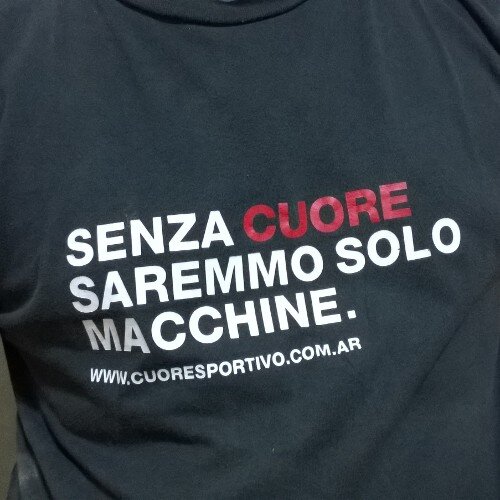 SENZA CUORE
SAREMMO SOLO
MACCHINE.
WWW.CUORESPORTIVO.COM.AR